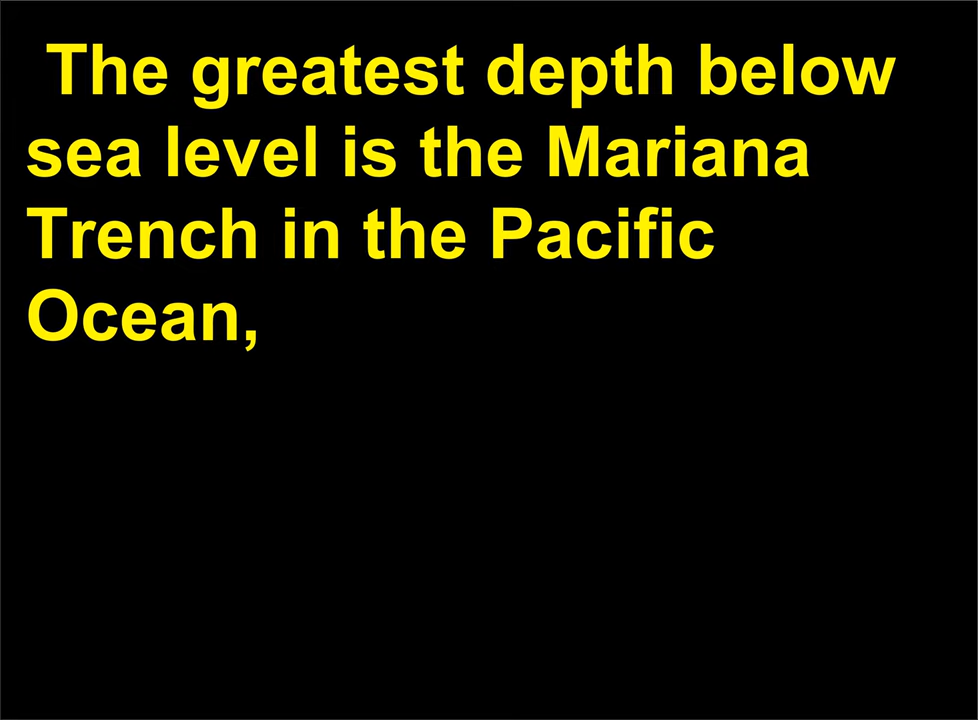 The greatest depth below
sea level is the Mariana
Trench in the Pacific
Ocean,